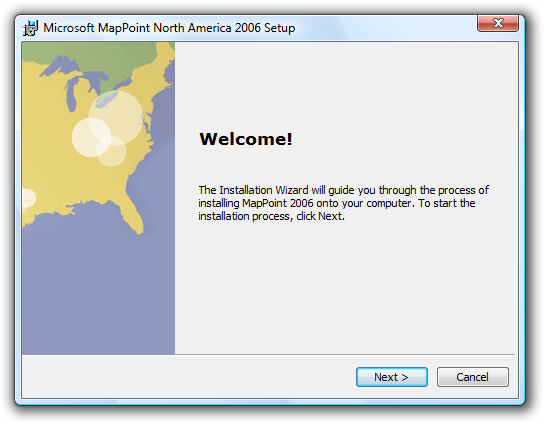 Microsoft MapPoint North America 2006 Setup
Welcome!
The Installation Wizard will guide you through the process of
installing MapPoint 2006 onto your computer. To start the
installation process, click Next.
Next >
Cancel